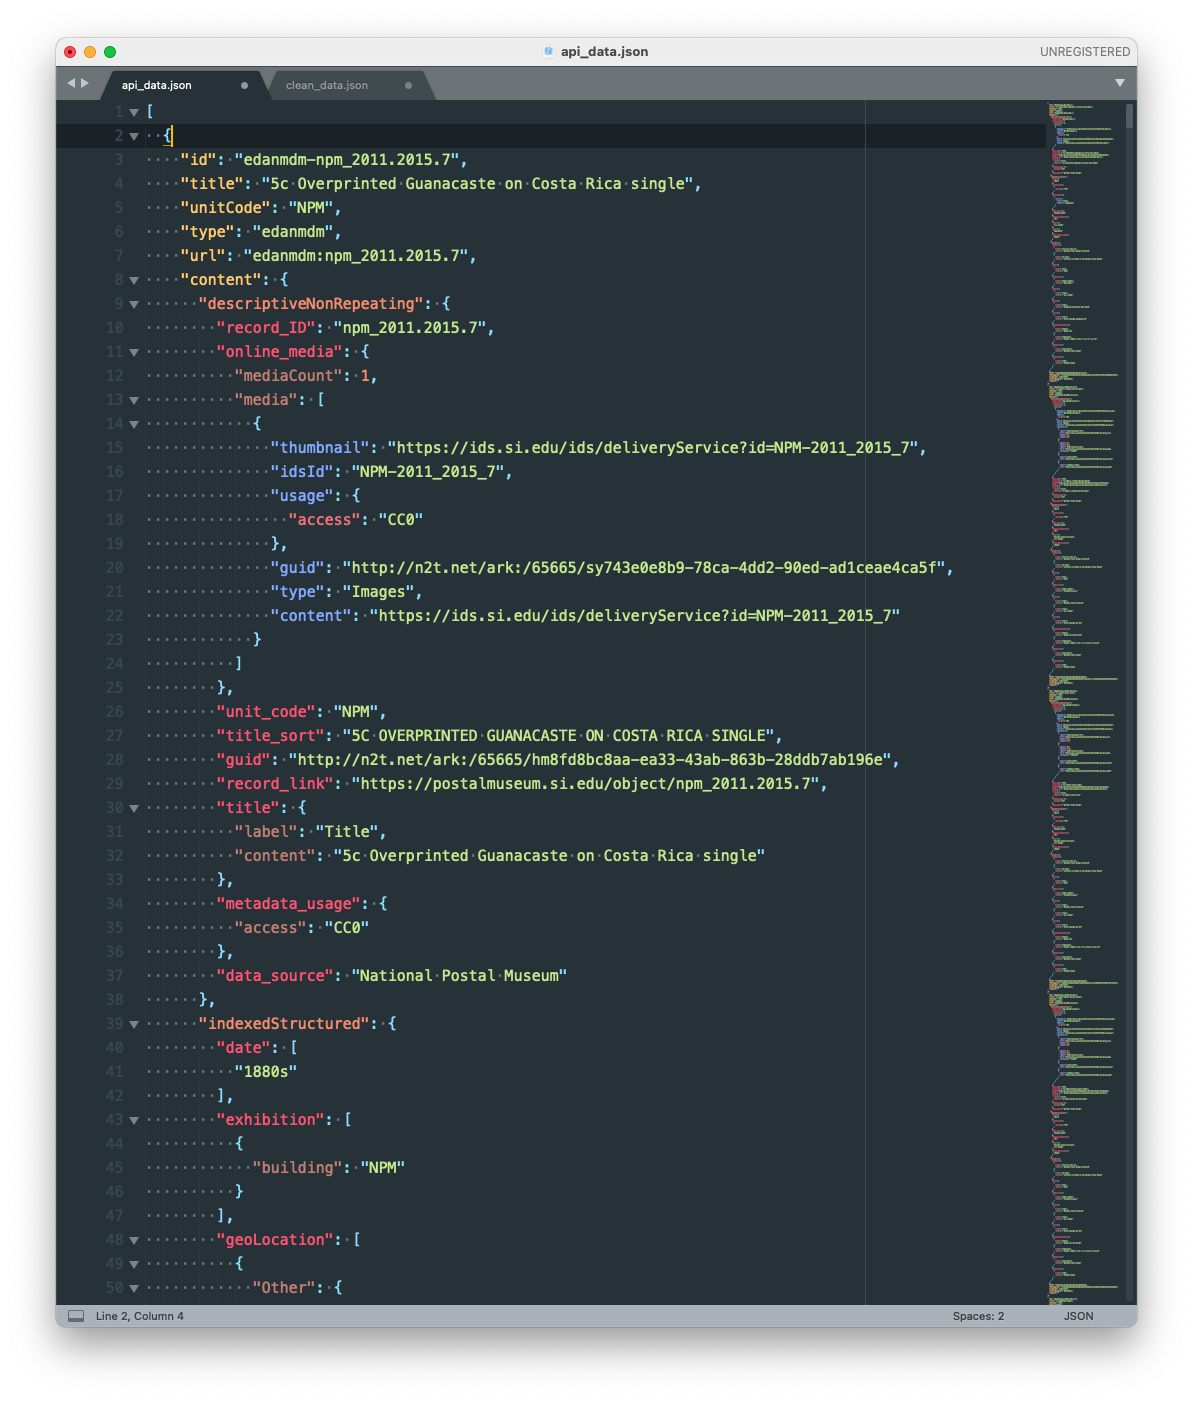 api_data.json
UNREGISTERED
api_data.json
clean_data.json
1 [
2 {
3 "id": "edanmdm-npm_2011.2015.7",
4 "title": "5c Overprinted Guanacaste on Costa Rica single",
5 "unitCode": "NPM",
6 "type": "edanmdm",
7 "url": "edanmdm:npm_2011.2015.7",
8 "content": {
9 "descriptiveNonRepeating": {
10 "record_ID": "npm_2011.2015.7",
11 "online_media": {
12 "mediaCount": 1,
13 "media": [
14 {
15 "thumbnail": "https://ids.si.edu/ids/deliveryService?id=NPM-2011_2015_7",
16 "idsId": "NPM-2011_2015_7",
17 "usage": {
18 "access": "CC0"
19 },
20 "guid": "http://n2t.net/ark:/65665/sy743e0e8b9-78ca-4dd2-90ed-ad1ceae4ca5f",
21 "type": "Images",
22 "content": "https://ids.si.edu/ids/deliveryService?id=NPM-2011_2015_7"
23 }
24 ]
25 },
26 "unit_code": "NPM",
27 "title_sort": "5C OVERPRINTED GUANACASTE ON COSTA RICA SINGLE",
28 "guid": "http://n2t.net/ark:/65665/hm8fd8bc8aa-ea33-43ab-863b-28ddb7ab196e",
29 "record_link": "https://postalmuseum.si.edu/object/npm_2011.2015.7",
30 "title": {
31 "label": "Title",
32 "content": "5c Overprinted Guanacaste on Costa Rica single"
33 },
34 "metadata_usage": {
35 "access": "CC0"
36 },
37 "data_source": "National Postal Museum"
38 },
39 "indexedStructured": {
40 "date": [
41 "1880s"
42 ],
43 "exhibition": [
44 {
45 "building": "NPM"
46 }
47 ],
48 "geoLocation": [
49 {
50 "Other": {
Line 2, Column 4
Spaces: 2
JSON